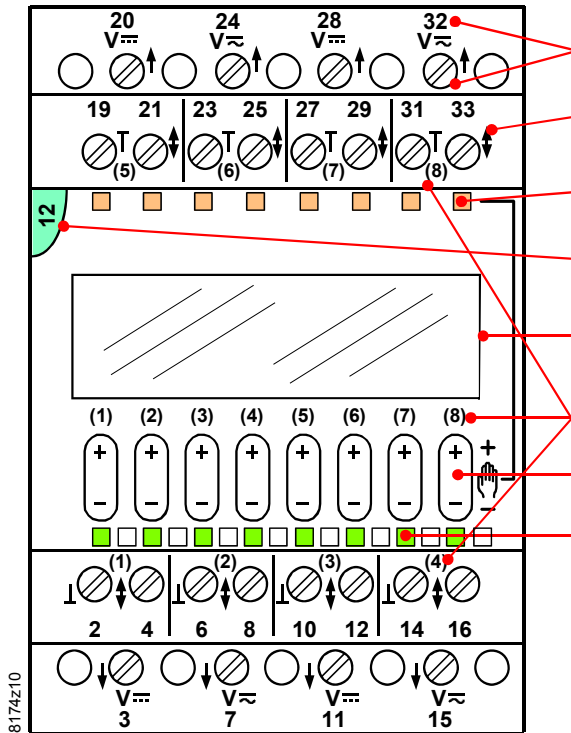 20 24 28 32
V⎓ V≂ V⎓ V≂
19 21 23 25 27 29 31 33
(5) (6) (7) (8)
12
(1) (2) (3) (4) (5) (6) (7) (8)
+ + + + + + + + +
− − − − − − − − −
(1) (2) (3) (4)
2 4 6 8 10 12 14 16
V⎓ V≂ V⎓ V≂
3 7 11 15
8174z10